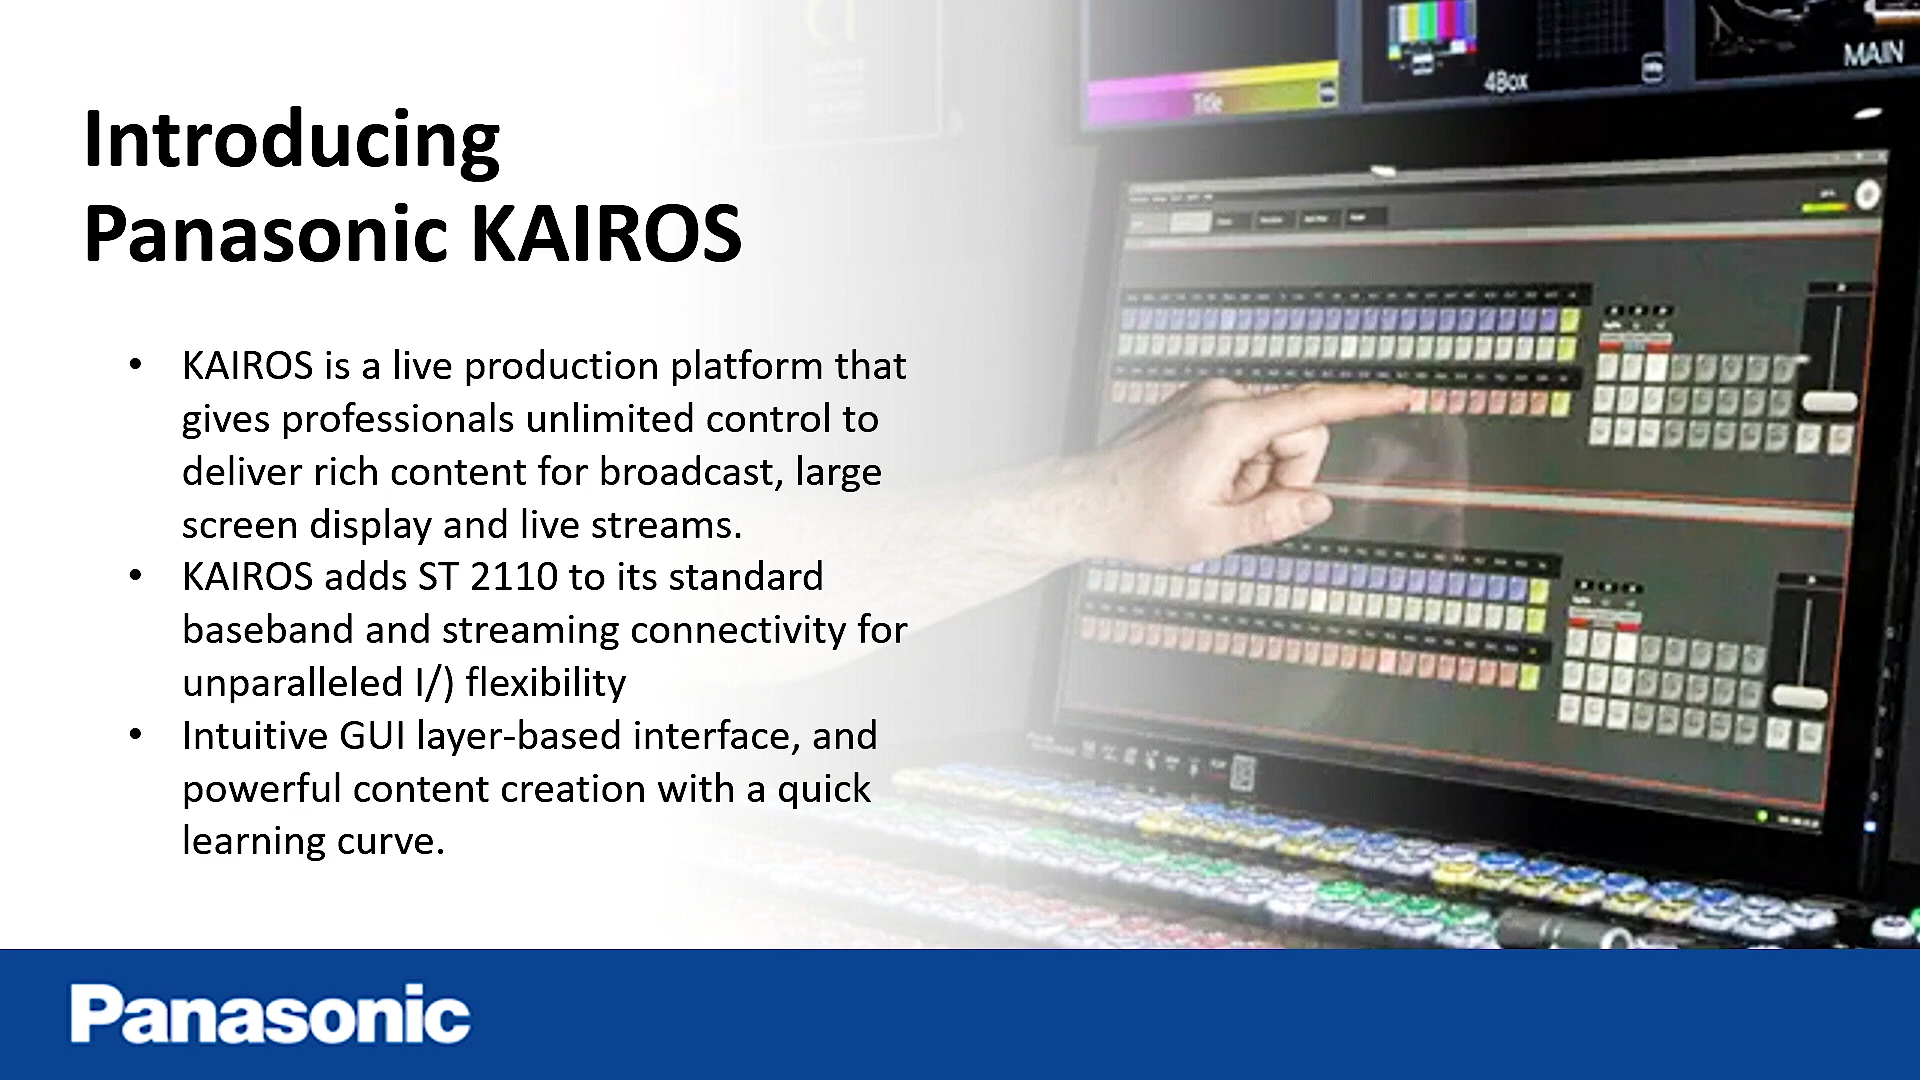 Introducing
Panasonic KAIROS
• KAIROS is a live production platform that
gives professionals unlimited control to
deliver rich content for broadcast, large
screen display and live streams.
• KAIROS adds ST 2110 to its standard
baseband and streaming connectivity for
unparalleled I/) flexibility
• Intuitive GUI layer-based interface, and
powerful content creation with a quick
learning curve.
Title
4Box
MAIN
Panasonic